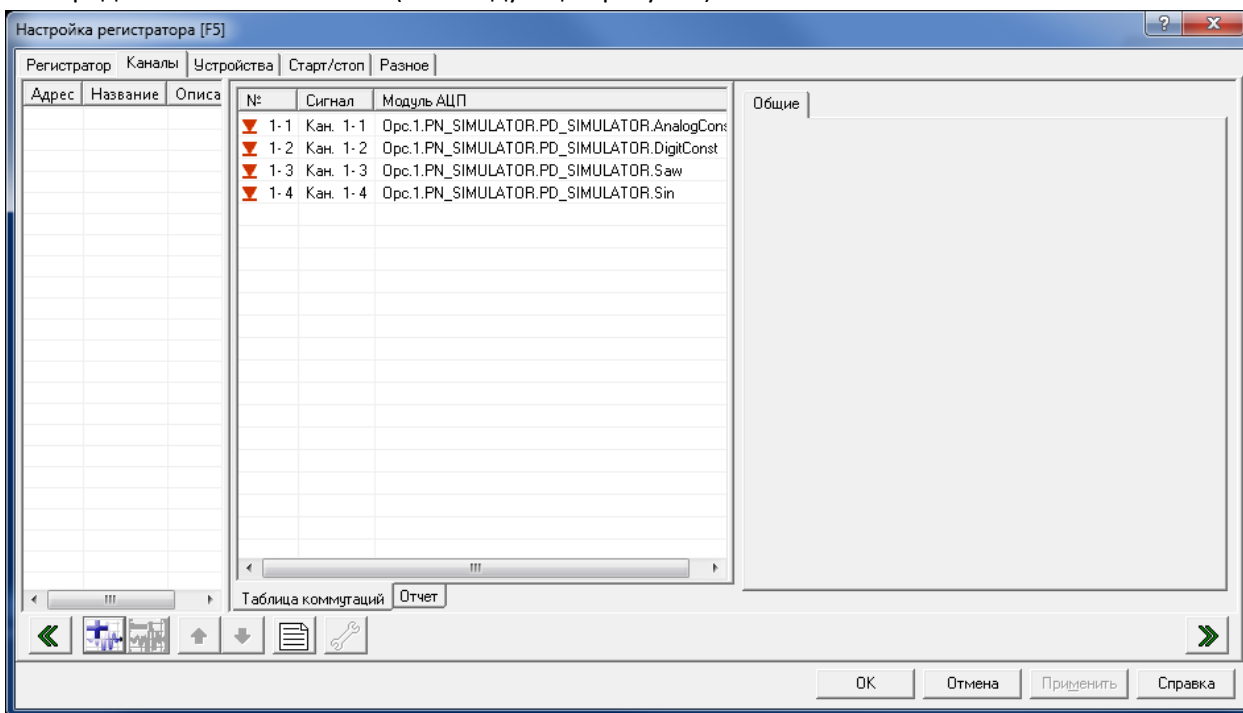 Настройка регистратора [F5]
Регистратор Каналы Устройства Старт/стоп Разное
Адрес Название Описа
№ Сигнал Модуль АЦП
1- 1 Кан. 1- 1 Opc.1.PN_SIMULATOR.PD_SIMULATOR.AnalogCons
1- 2 Кан. 1- 2 Opc.1.PN_SIMULATOR.PD_SIMULATOR.DigitConst
1- 3 Кан. 1- 3 Opc.1.PN_SIMULATOR.PD_SIMULATOR.Saw
1- 4 Кан. 1- 4 Opc.1.PN_SIMULATOR.PD_SIMULATOR.Sin
Общие
Таблица коммутаций Отчет
OK Отмена Применить Справка